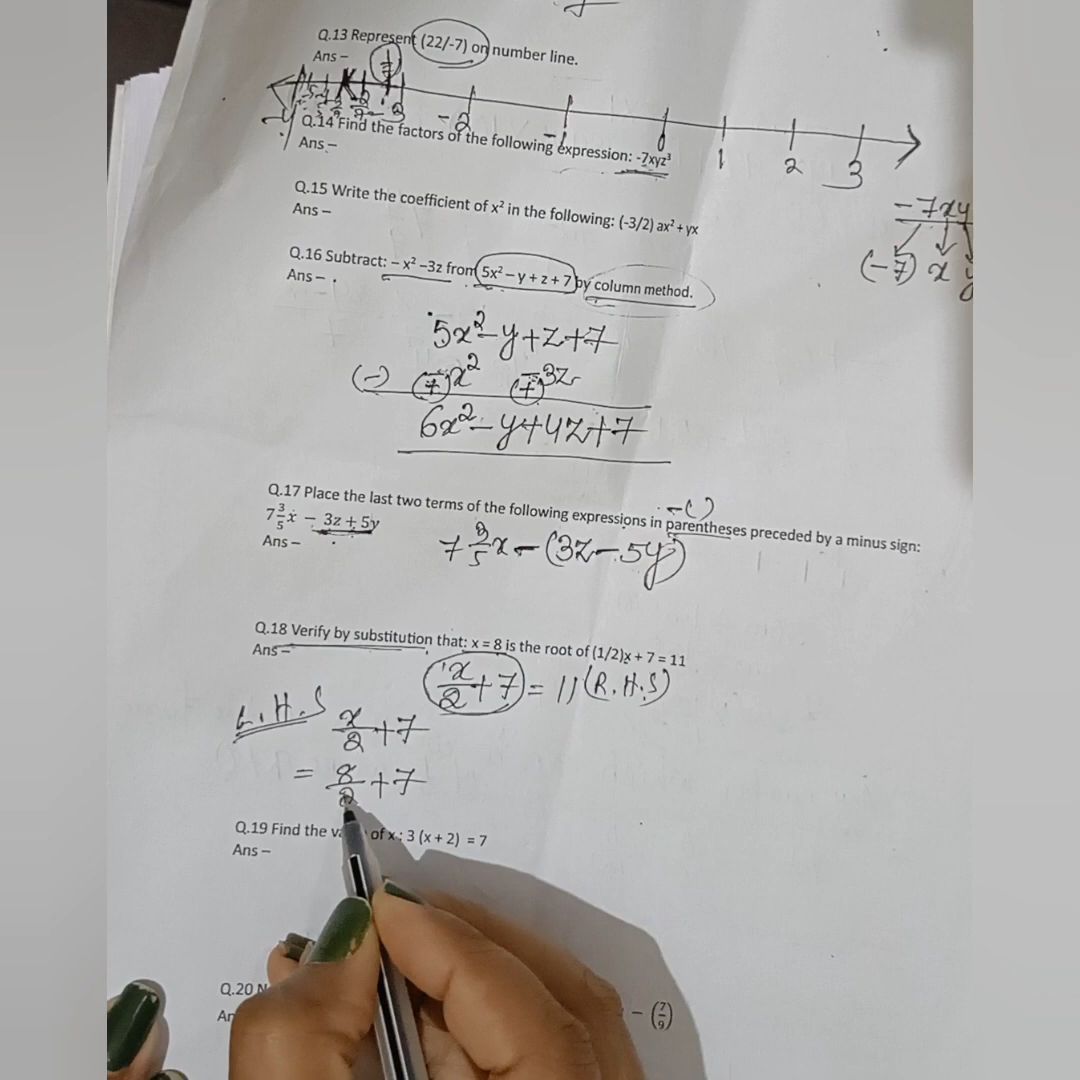 Q.13 Represent (22/-7) on number line.
Ans –
-3 -2 -1 0 1 2 3
-4
Q.14 Find the factors of the following expression: -7xyz³
Ans –
-7xy
(-7) x y
Q.15 Write the coefficient of x² in the following: (-3/2) ax² + yx
Ans –
Q.16 Subtract: – x² –3z from 5x² – y + z + 7 by column method.
Ans – .
5x² - y + z + 7
(-) (+) x² (+) -3z
6x² - y + 4z + 7
Q.17 Place the last two terms of the following expressions in parentheses preceded by a minus sign:
-( )
7 3/5 x – 3z + 5y
Ans –
7 3/5 x - (3z - 5y)
Q.18 Verify by substitution that: x = 8 is the root of (1/2)x + 7 = 11
Ans –
x/2 + 7 = 11 (R.H.S)
L.H.S x/2 + 7
= 8/2 + 7
Q.19 Find the va of x : 3 (x + 2) = 7
Ans –
Q.20
– (7/9)